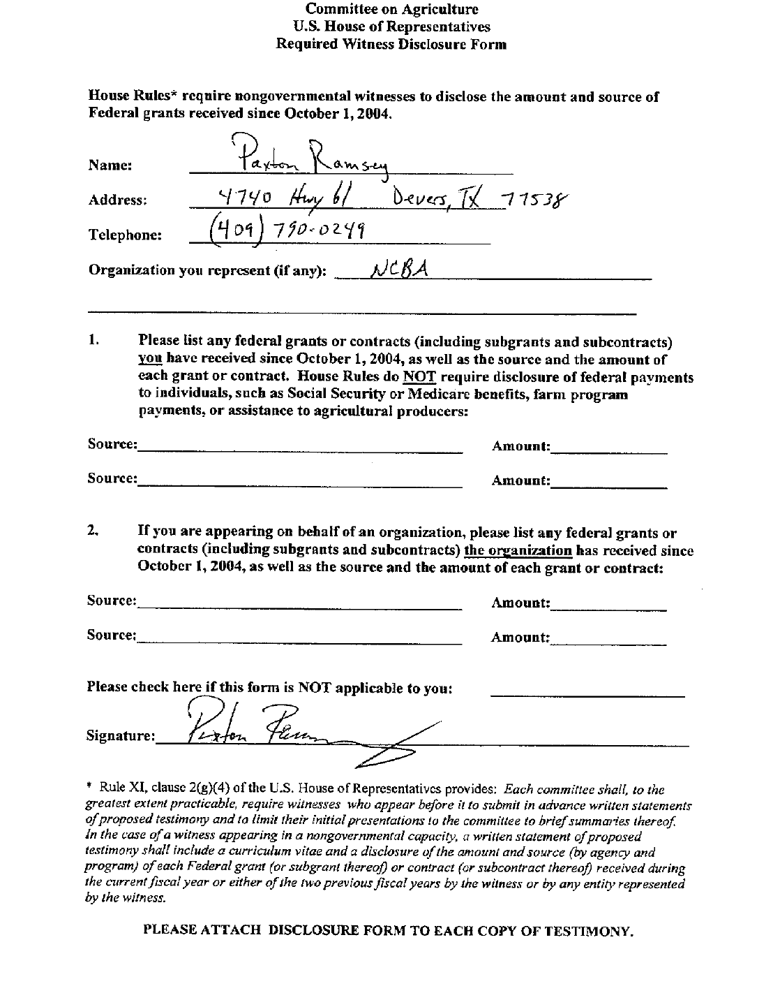 Committee on Agriculture
U.S. House of Representatives
Required Witness Disclosure Form
House Rules* require nongovernmental witnesses to disclose the amount and source of
Federal grants received since October 1, 2004.
Name: Paxton Ramsey
Address: 4740 Hwy 61 Devers, TX 77538
Telephone: (409) 790-0249
Organization you represent (if any): NCBA
1. Please list any federal grants or contracts (including subgrants and subcontracts)
you have received since October 1, 2004, as well as the source and the amount of
each grant or contract. House Rules do NOT require disclosure of federal payments
to individuals, such as Social Security or Medicare benefits, farm program
payments, or assistance to agricultural producers:
Source: Amount:
Source: Amount:
2. If you are appearing on behalf of an organization, please list any federal grants or
contracts (including subgrants and subcontracts) the organization has received since
October 1, 2004, as well as the source and the amount of each grant or contract:
Source: Amount:
Source: Amount:
Please check here if this form is NOT applicable to you:
Signature: Paxton Ramsey
* Rule XI, clause 2(g)(4) of the U.S. House of Representatives provides: Each committee shall, to the
greatest extent practicable, require witnesses who appear before it to submit in advance written statements
of proposed testimony and to limit their initial presentations to the committee to brief summaries thereof.
In the case of a witness appearing in a nongovernmental capacity, a written statement of proposed
testimony shall include a curriculum vitae and a disclosure of the amount and source (by agency and
program) of each Federal grant (or subgrant thereof) or contract (or subcontract thereof) received during
the current fiscal year or either of the two previous fiscal years by the witness or by any entity represented
by the witness.
PLEASE ATTACH DISCLOSURE FORM TO EACH COPY OF TESTIMONY.